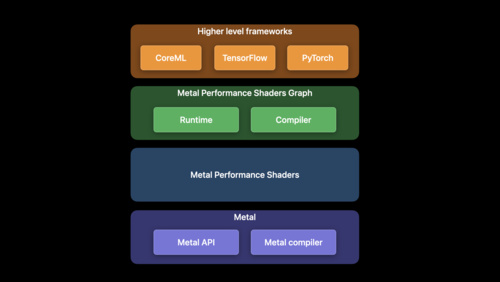 Higher level frameworks
CoreML TensorFlow PyTorch
Metal Performance Shaders Graph
Runtime Compiler
Metal Performance Shaders
Metal
Metal API Metal compiler